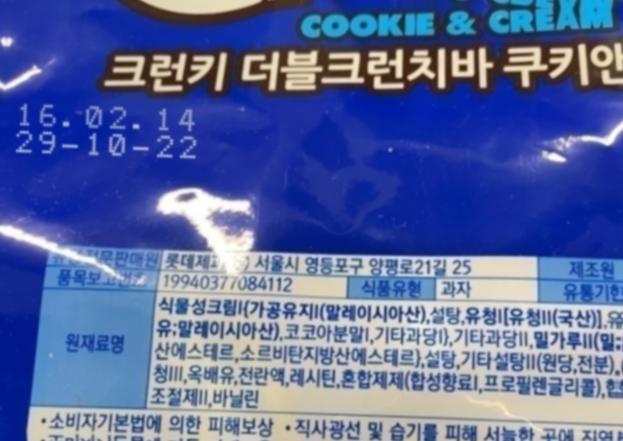 COOKIE & CREAM
크런키 더블크런치바 쿠키앤
16.02.14
29-10-22
롯데제과 서울시 영등포구 양평로21길 25 제조원
품목보고번호 19940377084112 식품유형 과자 유통기한
원재료명
식물성크림I(가공유지I(말레이시아산),설탕,유청I[유청II(국산)],유
유;말레이시아산),코코아분말I,기타과당I),기타과당II,밀가루II(밀:
산에스테르,소르비탄지방산에스테르),설탕,기타설탕II(원당,전분),
청III,옥배유,전란액,레시틴,혼합제제(합성향료I,프로필렌글리콜),합
조절제II,바닐린
•소비자기본법에 의한 피해보상 •직사광선 및 습기를 피해 서늘한 곳에